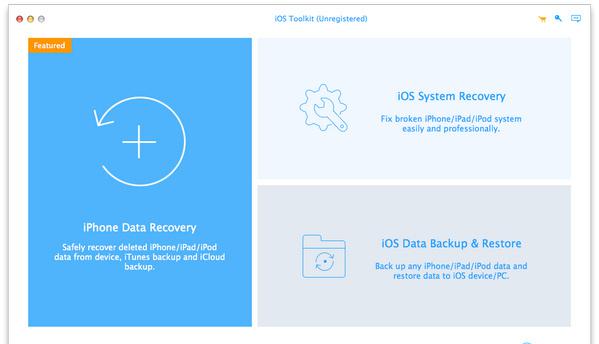 iOS Toolkit (Unregistered)
Featured
iPhone Data Recovery
Safely recover deleted iPhone/iPad/iPod
data from device, iTunes backup and iCloud
backup.
iOS System Recovery
Fix broken iPhone/iPad/iPod system
easily and professionally.
iOS Data Backup & Restore
Back up any iPhone/iPad/iPod data and
restore data to iOS device/PC.